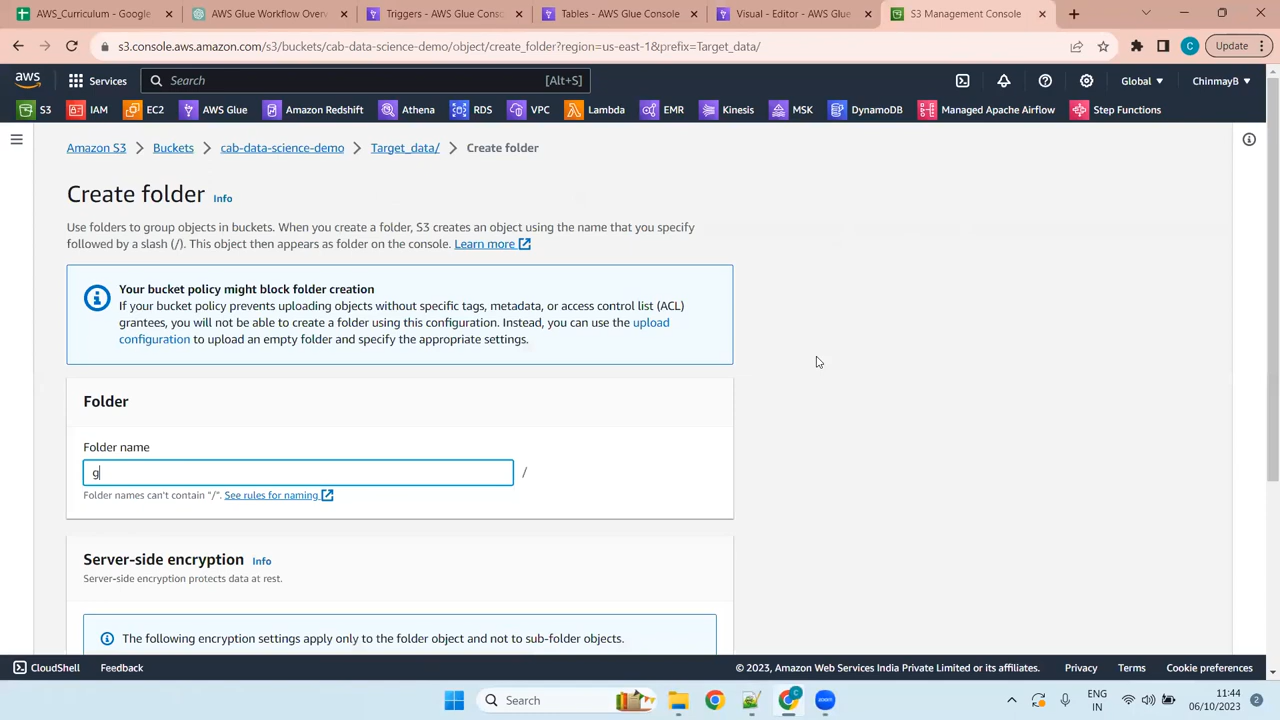 AWS_Curriculum - Google
AWS Glue Workflow Overv
Triggers - AWS Glue Consc
Tables - AWS Glue Console
Visual - Editor - AWS Glue
S3 Management Console
s3.console.aws.amazon.com/s3/buckets/cab-data-science-demo/object/create_folder?region=us-east-1&prefix=Target_data/
C
Update
aws
Services
Search
[Alt+S]
Global
ChinmayB
S3
IAM
EC2
AWS Glue
Amazon Redshift
Athena
RDS
VPC
Lambda
EMR
Kinesis
MSK
DynamoDB
Managed Apache Airflow
Step Functions
Amazon S3 > Buckets > cab-data-science-demo > Target_data/ > Create folder
Create folder Info
Use folders to group objects in buckets. When you create a folder, S3 creates an object using the name that you specify
followed by a slash (/). This object then appears as folder on the console. Learn more
Your bucket policy might block folder creation
If your bucket policy prevents uploading objects without specific tags, metadata, or access control list (ACL)
grantees, you will not be able to create a folder using this configuration. Instead, you can use the upload
configuration to upload an empty folder and specify the appropriate settings.
Folder
Folder name
g
/
Folder names can't contain "/". See rules for naming
Server-side encryption Info
Server-side encryption protects data at rest.
The following encryption settings apply only to the folder object and not to sub-folder objects.
CloudShell
Feedback
© 2023, Amazon Web Services India Private Limited or its affiliates.
Privacy
Terms
Cookie preferences
Search
ENG
IN
11:44
06/10/2023
2